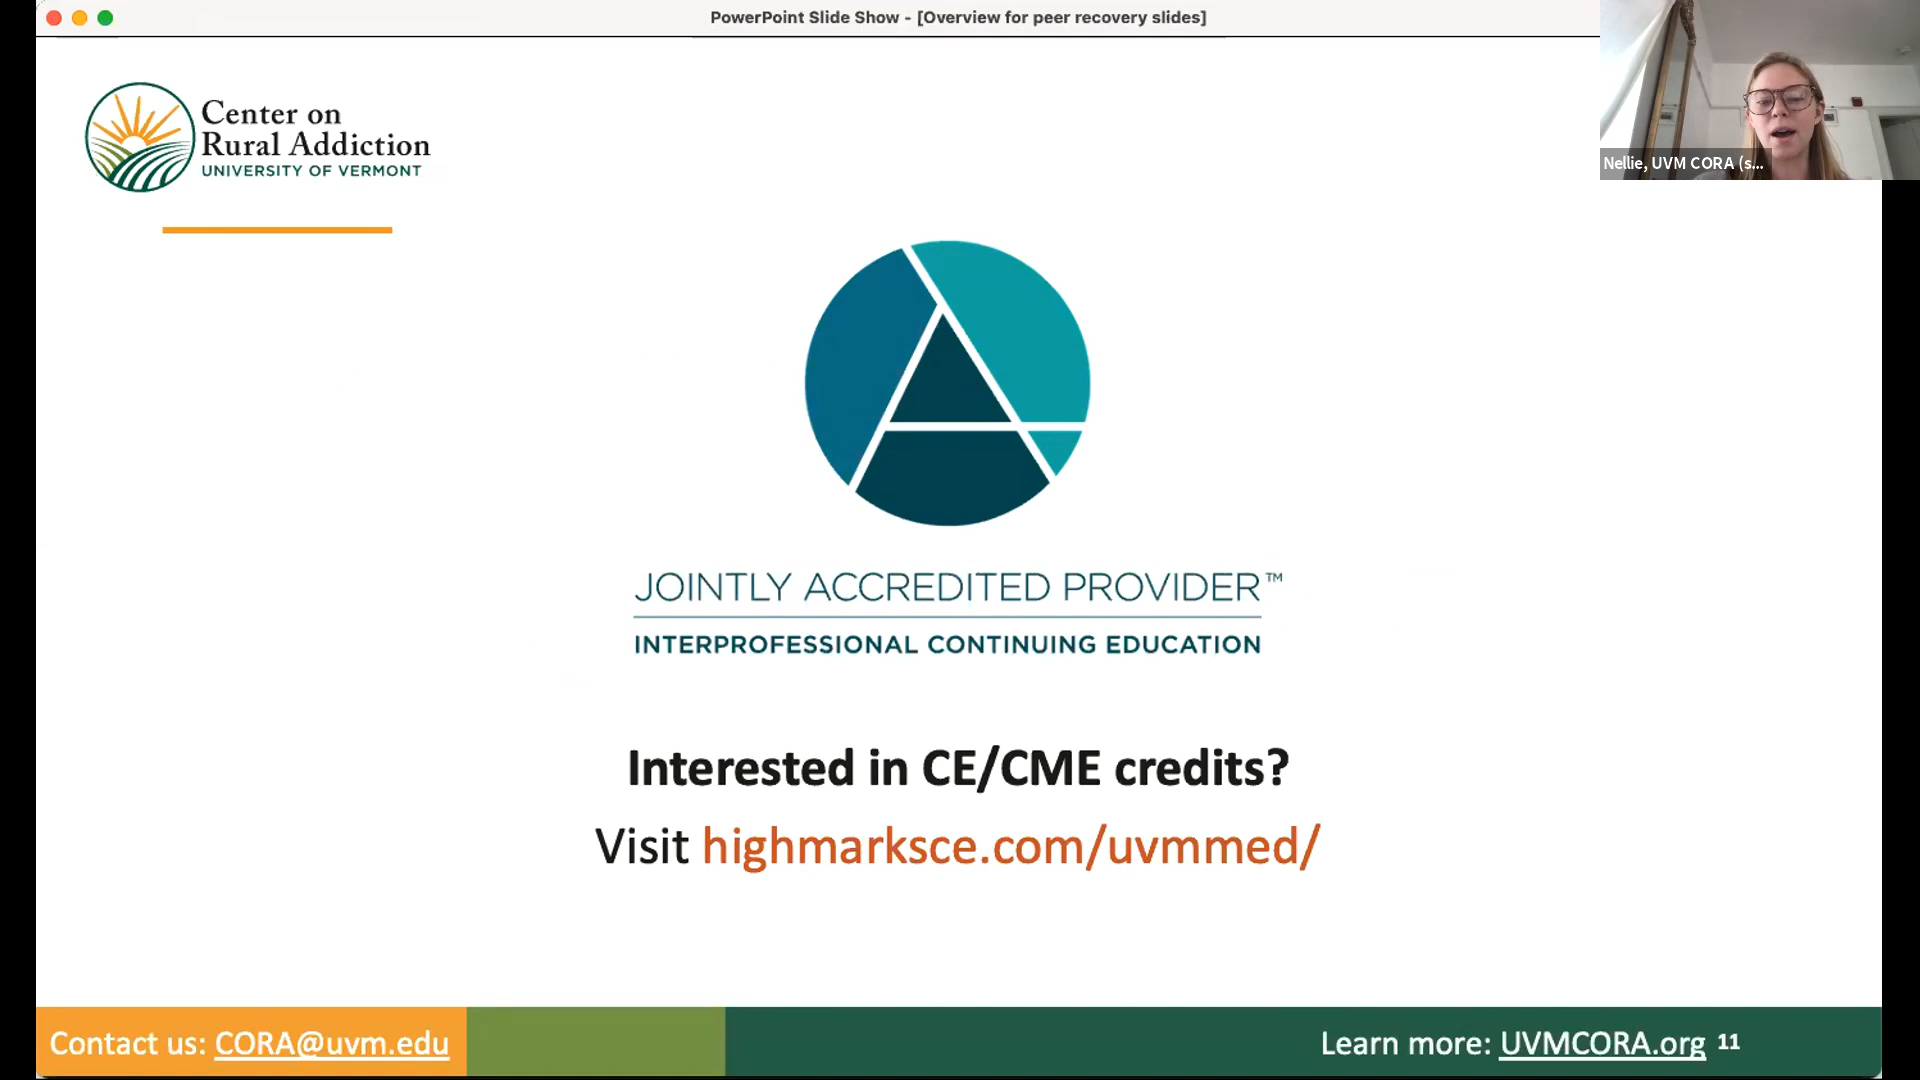 PowerPoint Slide Show - [Overview for peer recovery slides]
Center on
Rural Addiction
UNIVERSITY OF VERMONT
Nellie, UVM CORA (s...
JOINTLY ACCREDITED PROVIDER™
INTERPROFESSIONAL CONTINUING EDUCATION
Interested in CE/CME credits?
Visit highmarksce.com/uvmmed/
Contact us: CORA@uvm.edu
Learn more: UVMCORA.org 11